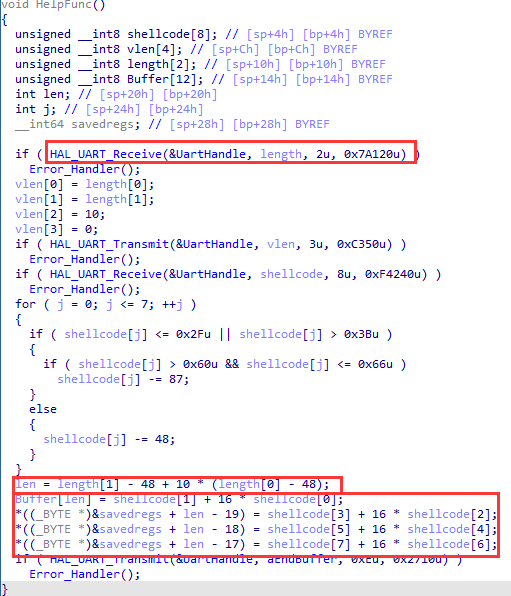 void HelpFunc()
{
unsigned __int8 shellcode[8]; // [sp+4h] [bp+4h] BYREF
unsigned __int8 vlen[4]; // [sp+Ch] [bp+Ch] BYREF
unsigned __int8 length[2]; // [sp+10h] [bp+10h] BYREF
unsigned __int8 Buffer[12]; // [sp+14h] [bp+14h] BYREF
int len; // [sp+20h] [bp+20h]
int j; // [sp+24h] [bp+24h]
__int64 savedregs; // [sp+28h] [bp+28h] BYREF
if ( HAL_UART_Receive(&UartHandle, length, 2u, 0x7A120u) )
Error_Handler();
vlen[0] = length[0];
vlen[1] = length[1];
vlen[2] = 10;
vlen[3] = 0;
if ( HAL_UART_Transmit(&UartHandle, vlen, 3u, 0xC350u) )
Error_Handler();
if ( HAL_UART_Receive(&UartHandle, shellcode, 8u, 0xF4240u) )
Error_Handler();
for ( j = 0; j <= 7; ++j )
{
if ( shellcode[j] <= 0x2Fu || shellcode[j] > 0x3Bu )
{
if ( shellcode[j] > 0x60u && shellcode[j] <= 0x66u )
shellcode[j] -= 87;
}
else
{
shellcode[j] -= 48;
}
}
len = length[1] - 48 + 10 * (length[0] - 48);
Buffer[len] = shellcode[1] + 16 * shellcode[0];
*((_BYTE *)&savedregs + len - 19) = shellcode[3] + 16 * shellcode[2];
*((_BYTE *)&savedregs + len - 18) = shellcode[5] + 16 * shellcode[4];
*((_BYTE *)&savedregs + len - 17) = shellcode[7] + 16 * shellcode[6];
if ( HAL_UART_Transmit(&UartHandle, aEndBuffer, 0xEu, 0x2710u) )
Error_Handler();
}